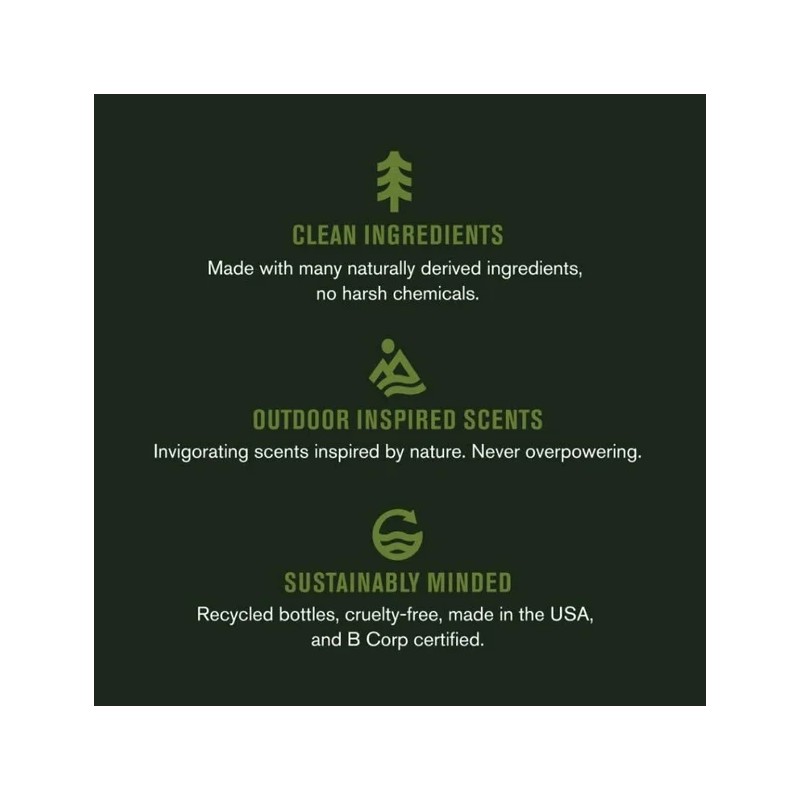 CLEAN INGREDIENTS
Made with many naturally derived ingredients,
no harsh chemicals.
OUTDOOR INSPIRED SCENTS
Invigorating scents inspired by nature. Never overpowering.
SUSTAINABLY MINDED
Recycled bottles, cruelty-free, made in the USA,
and B Corp certified.